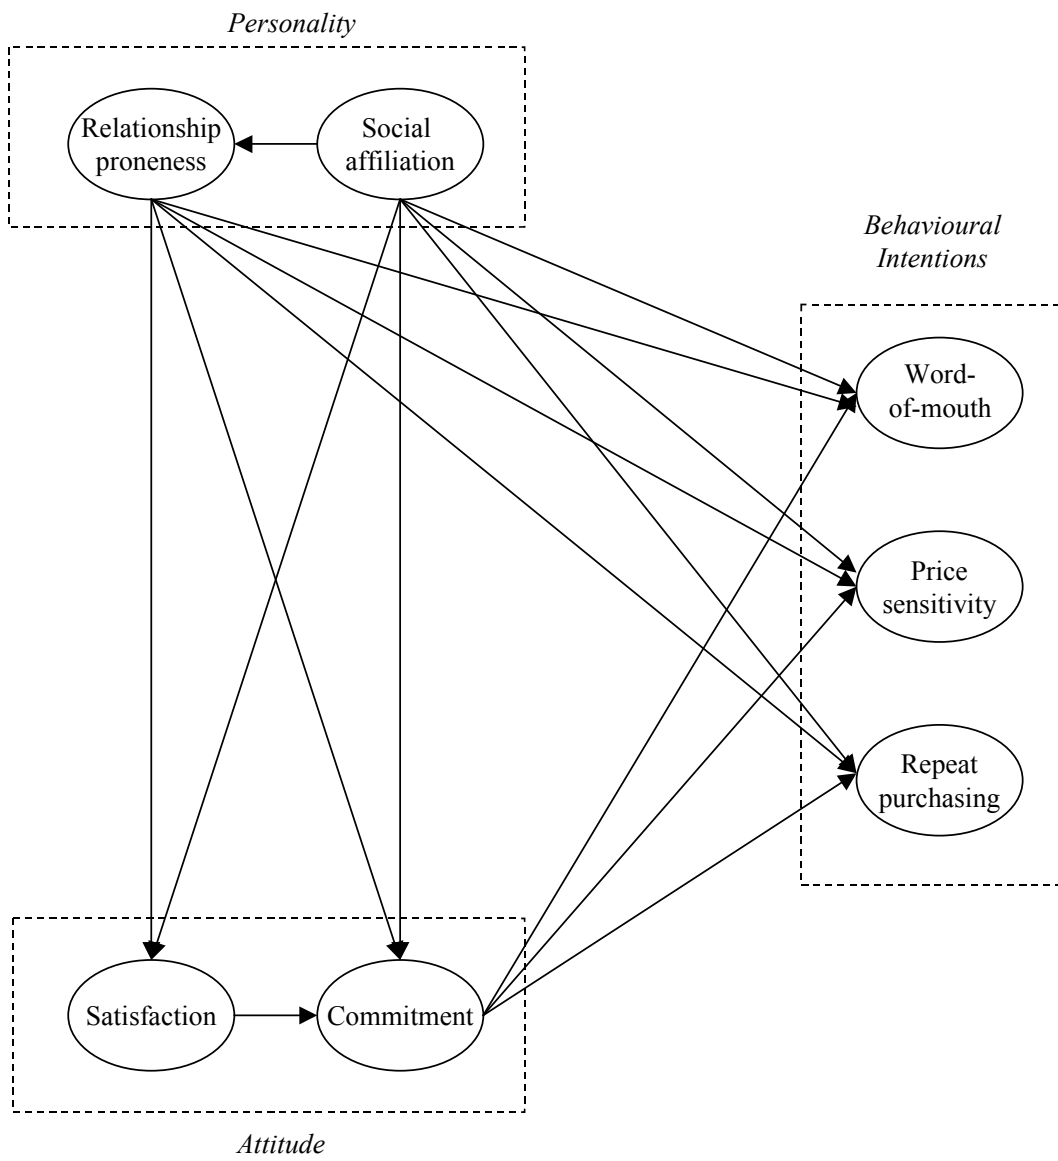 Personality
Relationship
proneness
Social
affiliation
Behavioural
Intentions
Word-
of-mouth
Price
sensitivity
Repeat
purchasing
Satisfaction
Commitment
Attitude